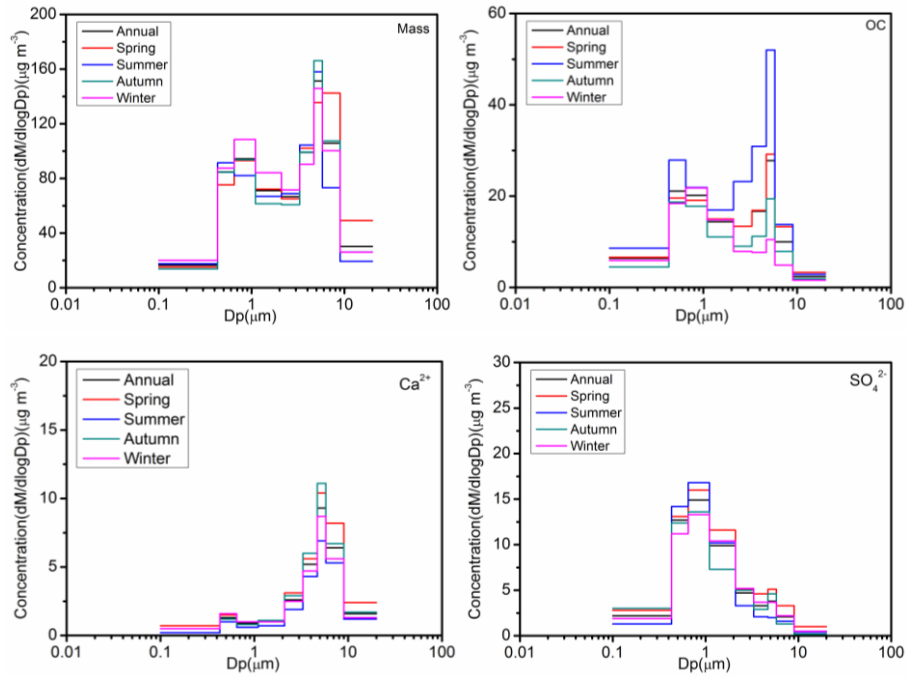 Mass
Annual
Spring
Summer
Autumn
Winter
200
160
120
80
40
0
0.01
0.1
1
10
100
Concentration(dM/dlogDp)(μg m⁻³)
Dp(μm)
OC
Annual
Spring
Summer
Autumn
Winter
60
40
20
0
0.01
0.1
1
10
100
Concentration(dM/dlogDp)(μg m⁻³)
Dp(μm)
Ca²⁺
Annual
Spring
Summer
Autumn
Winter
20
15
10
5
0
0.01
0.1
1
10
100
Concentration(dM/dlogDp)(μg m⁻³)
Dp(μm)
SO₄²⁻
Annual
Spring
Summer
Autumn
Winter
30
25
20
15
10
5
0
0.01
0.1
1
10
100
Concentration(dM/dlogDp)(μg m⁻³)
Dp(μm)